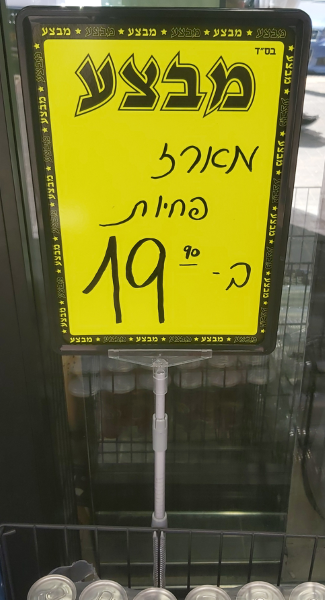 בס"ד
מבצע
מארז
פחיות
ב- 19.90